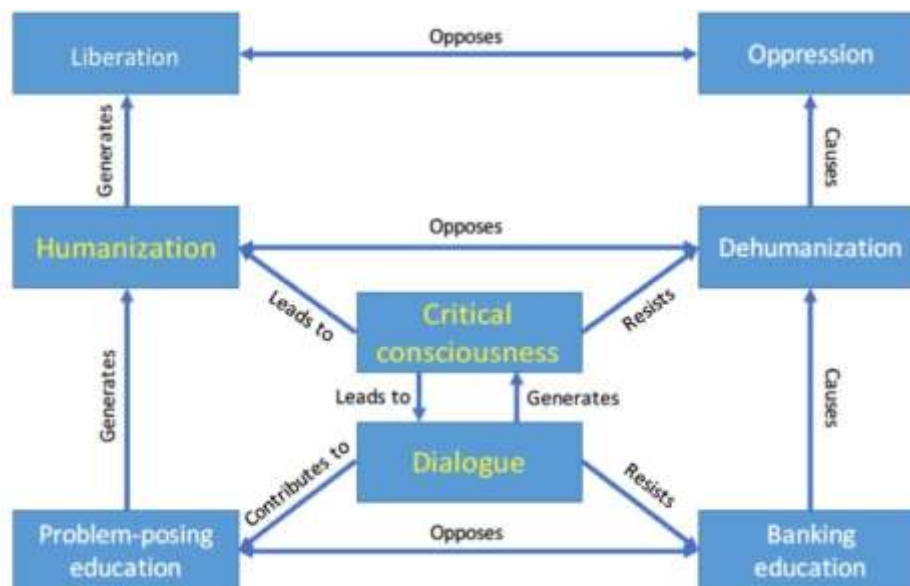 Opposes
Liberation
Oppression
Generates
Causes
Opposes
Humanization
Dehumanization
Leads to
Critical
consciousness
Resists
Generates
Leads to
Generates
Causes
Dialogue
Contributes to
Resists
Problem-posing
education
Opposes
Banking
education